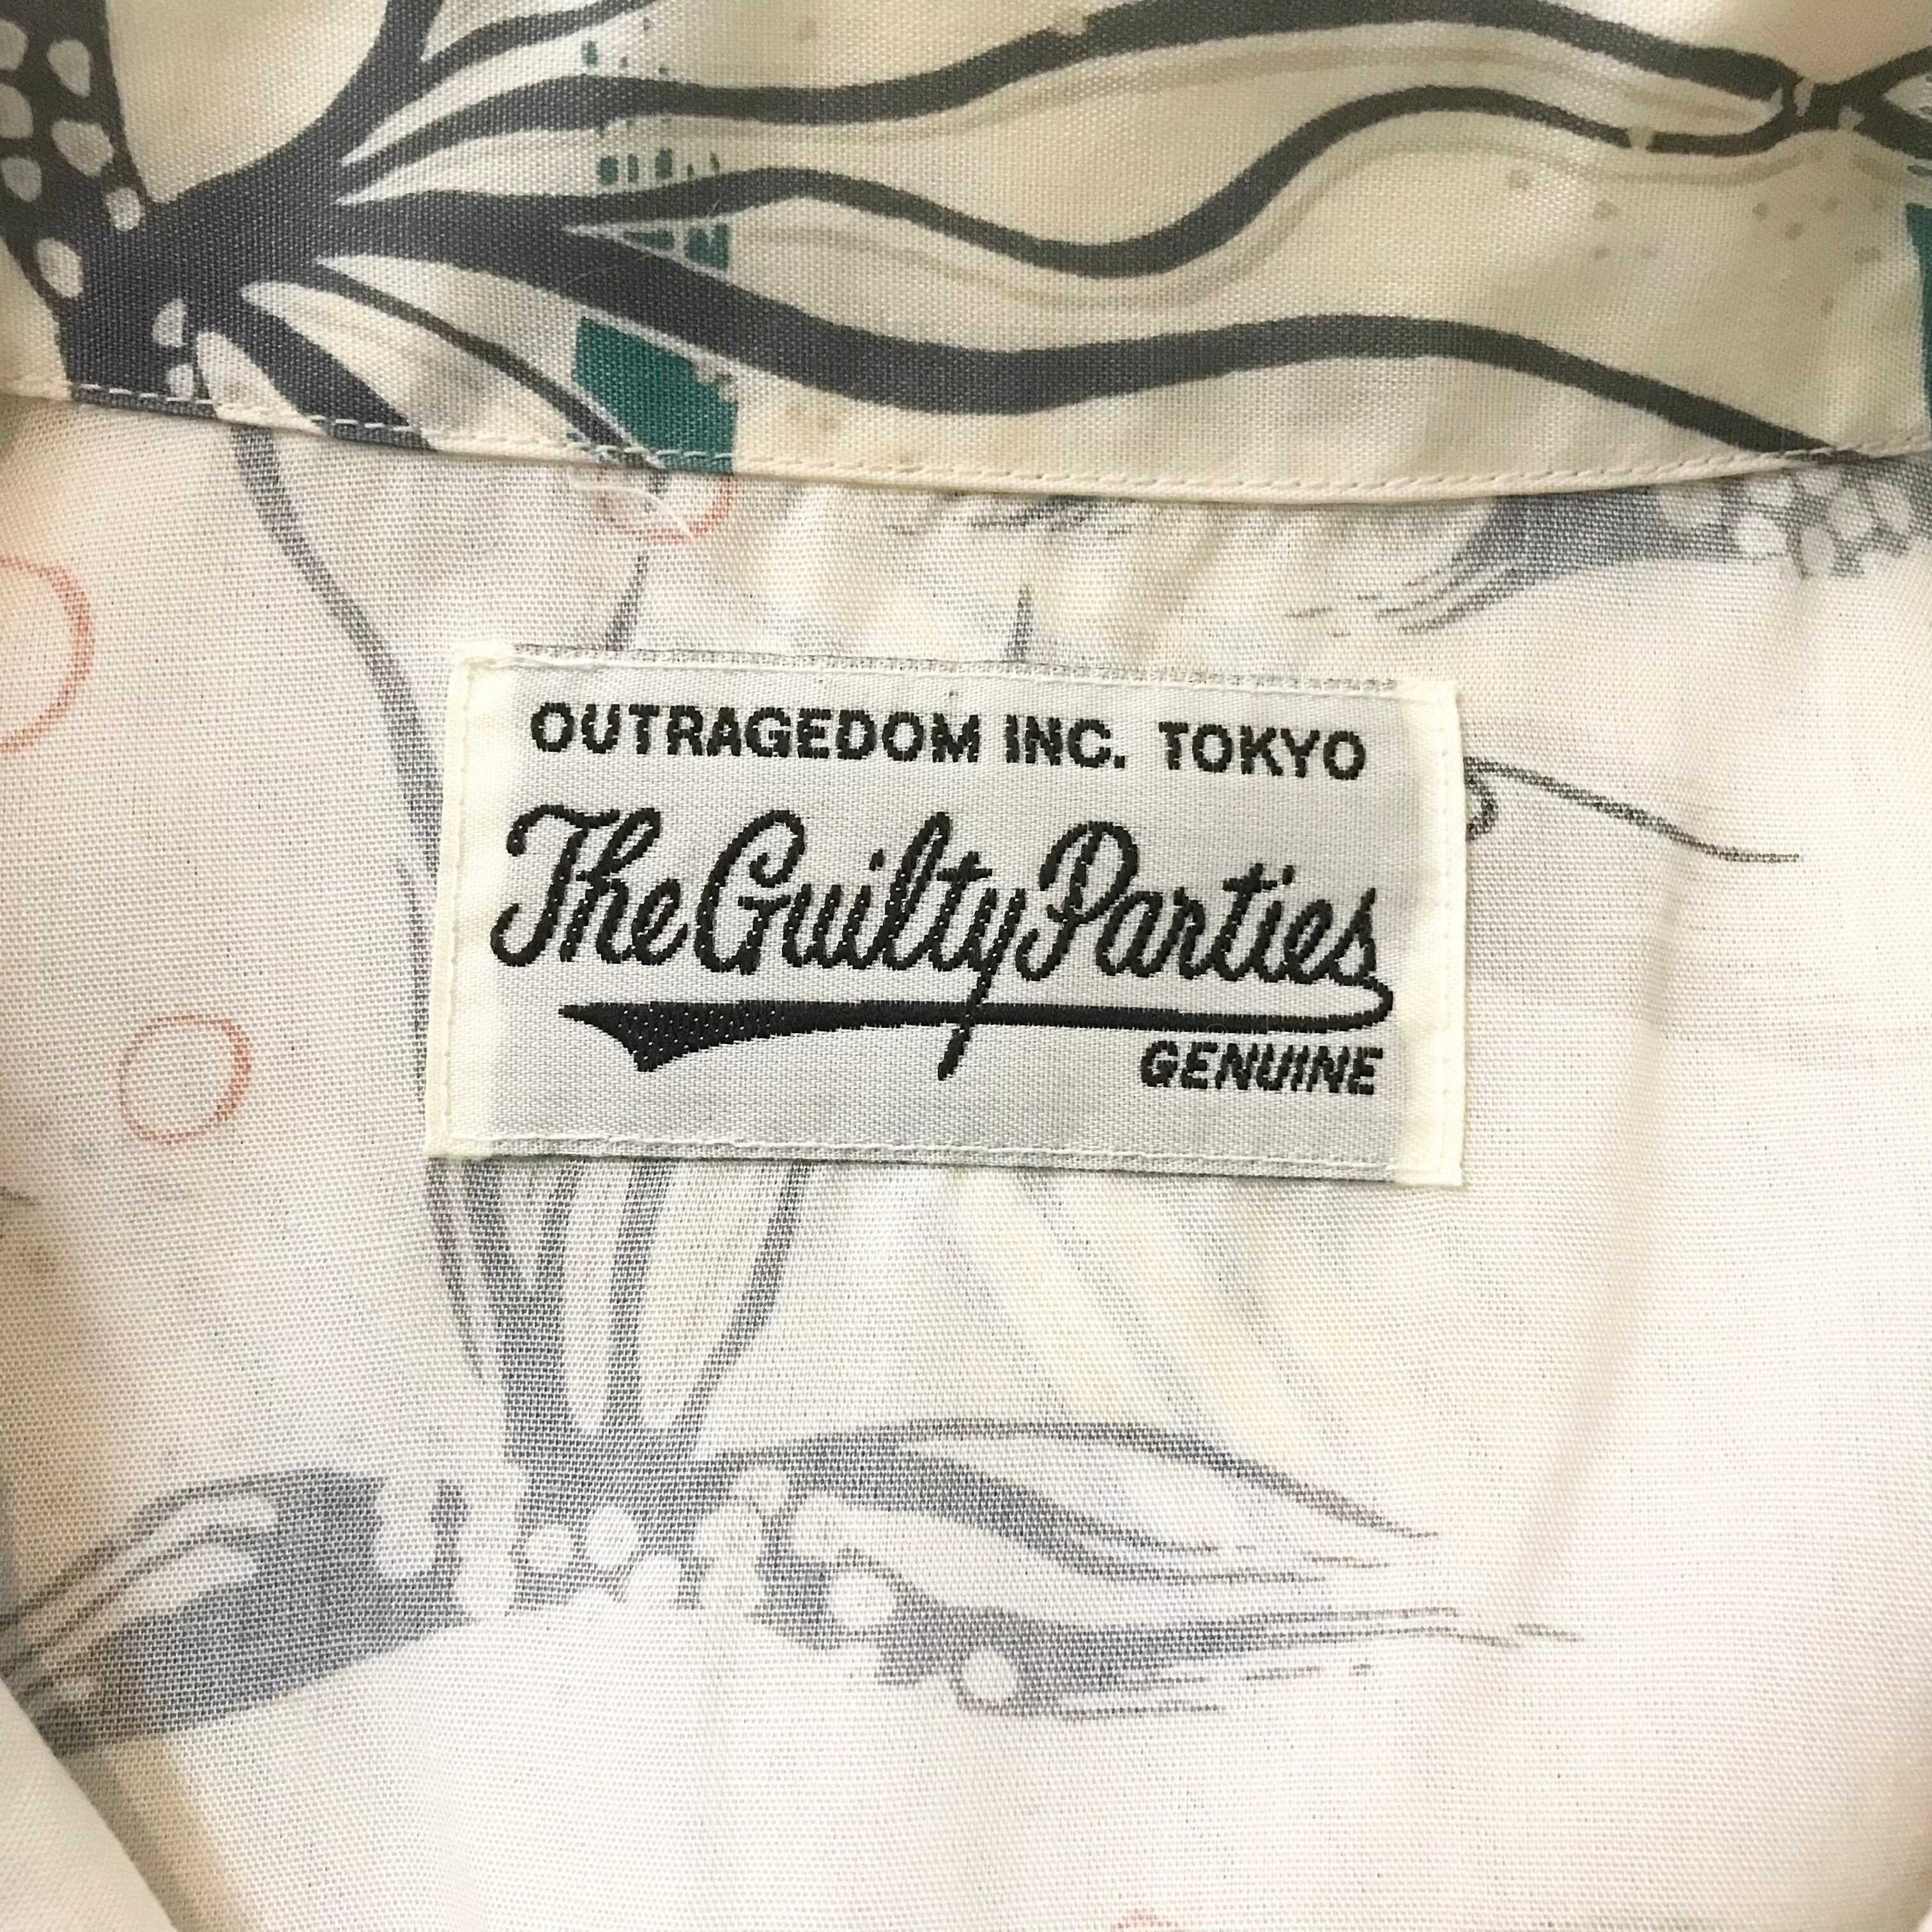 OUTRAGEDOM INC. TOKYO
The Guilty Parties
GENUINE